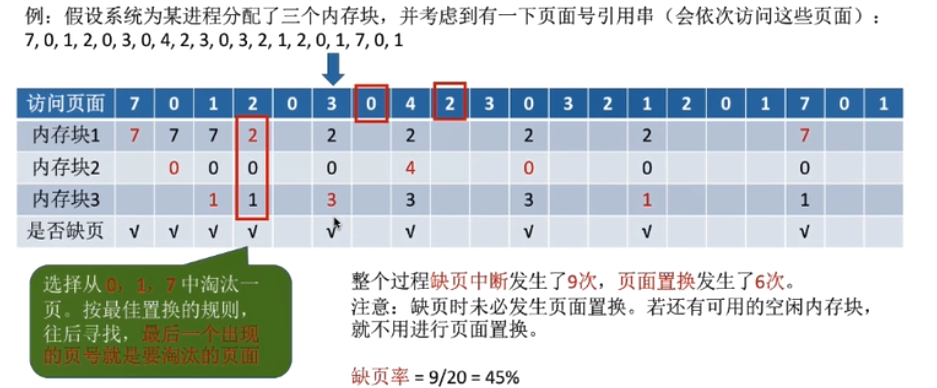 例：假设系统为某进程分配了三个内存块，并考虑到有一下页面号引用串（会依次访问这些页面）：
7, 0, 1, 2, 0, 3, 0, 4, 2, 3, 0, 3, 2, 1, 2, 0, 1, 7, 0, 1
访问页面 7 0 1 2 0 3 0 4 2 3 0 3 2 1 2 0 1 7 0 1
内存块1 7 7 7 2 2 2 2 2 7
内存块2 0 0 0 0 4 0 0 0
内存块3 1 1 3 3 3 1 1
是否缺页 √ √ √ √ √ √ √ √ √
选择从 0，1，7 中淘汰一
页。按最佳置换的规则，
往后寻找，最后一个出现
的页号就是要淘汰的页面
整个过程缺页中断发生了9次，页面置换发生了6次。
注意：缺页时未必发生页面置换。若还有可用的空闲内存块，
就不用进行页面置换。
缺页率 = 9/20 = 45%